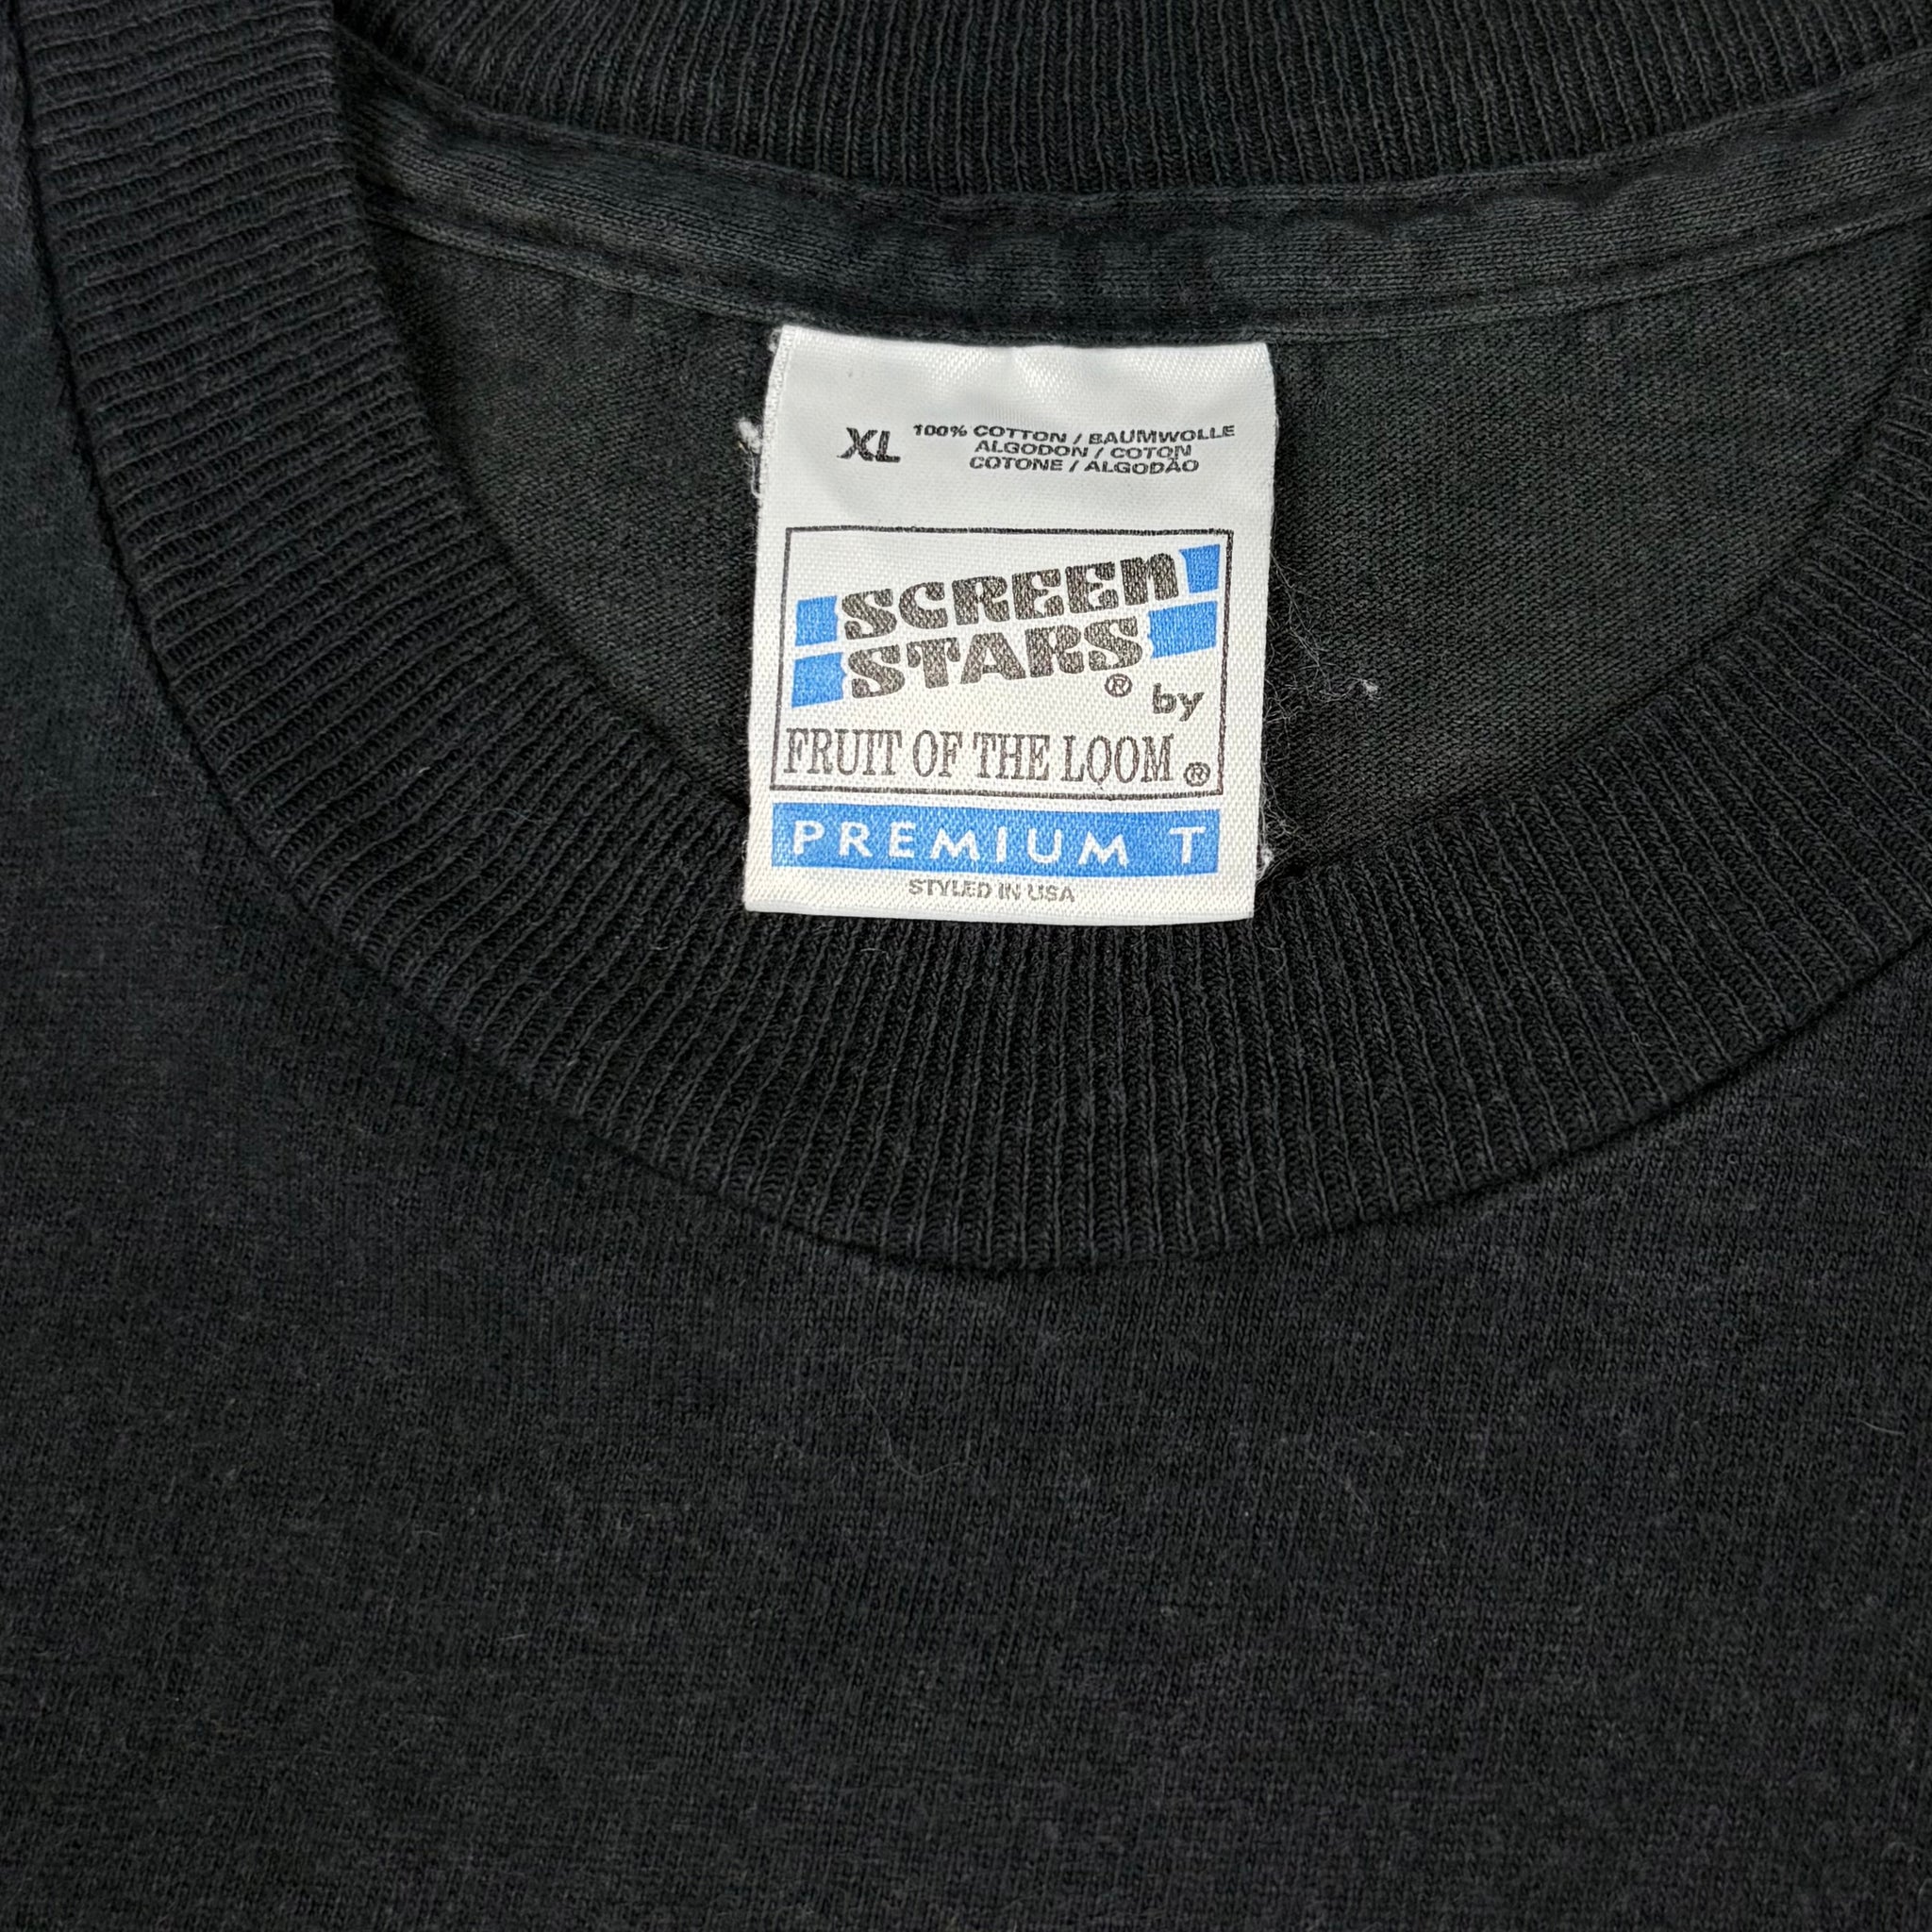 XL 100% COTTON / BAUMWOLLE
ALGODON / COTON
COTONE / ALGODÃO
SCREEN
STARS® by
FRUIT OF THE LOOM®
PREMIUM T
STYLED IN USA